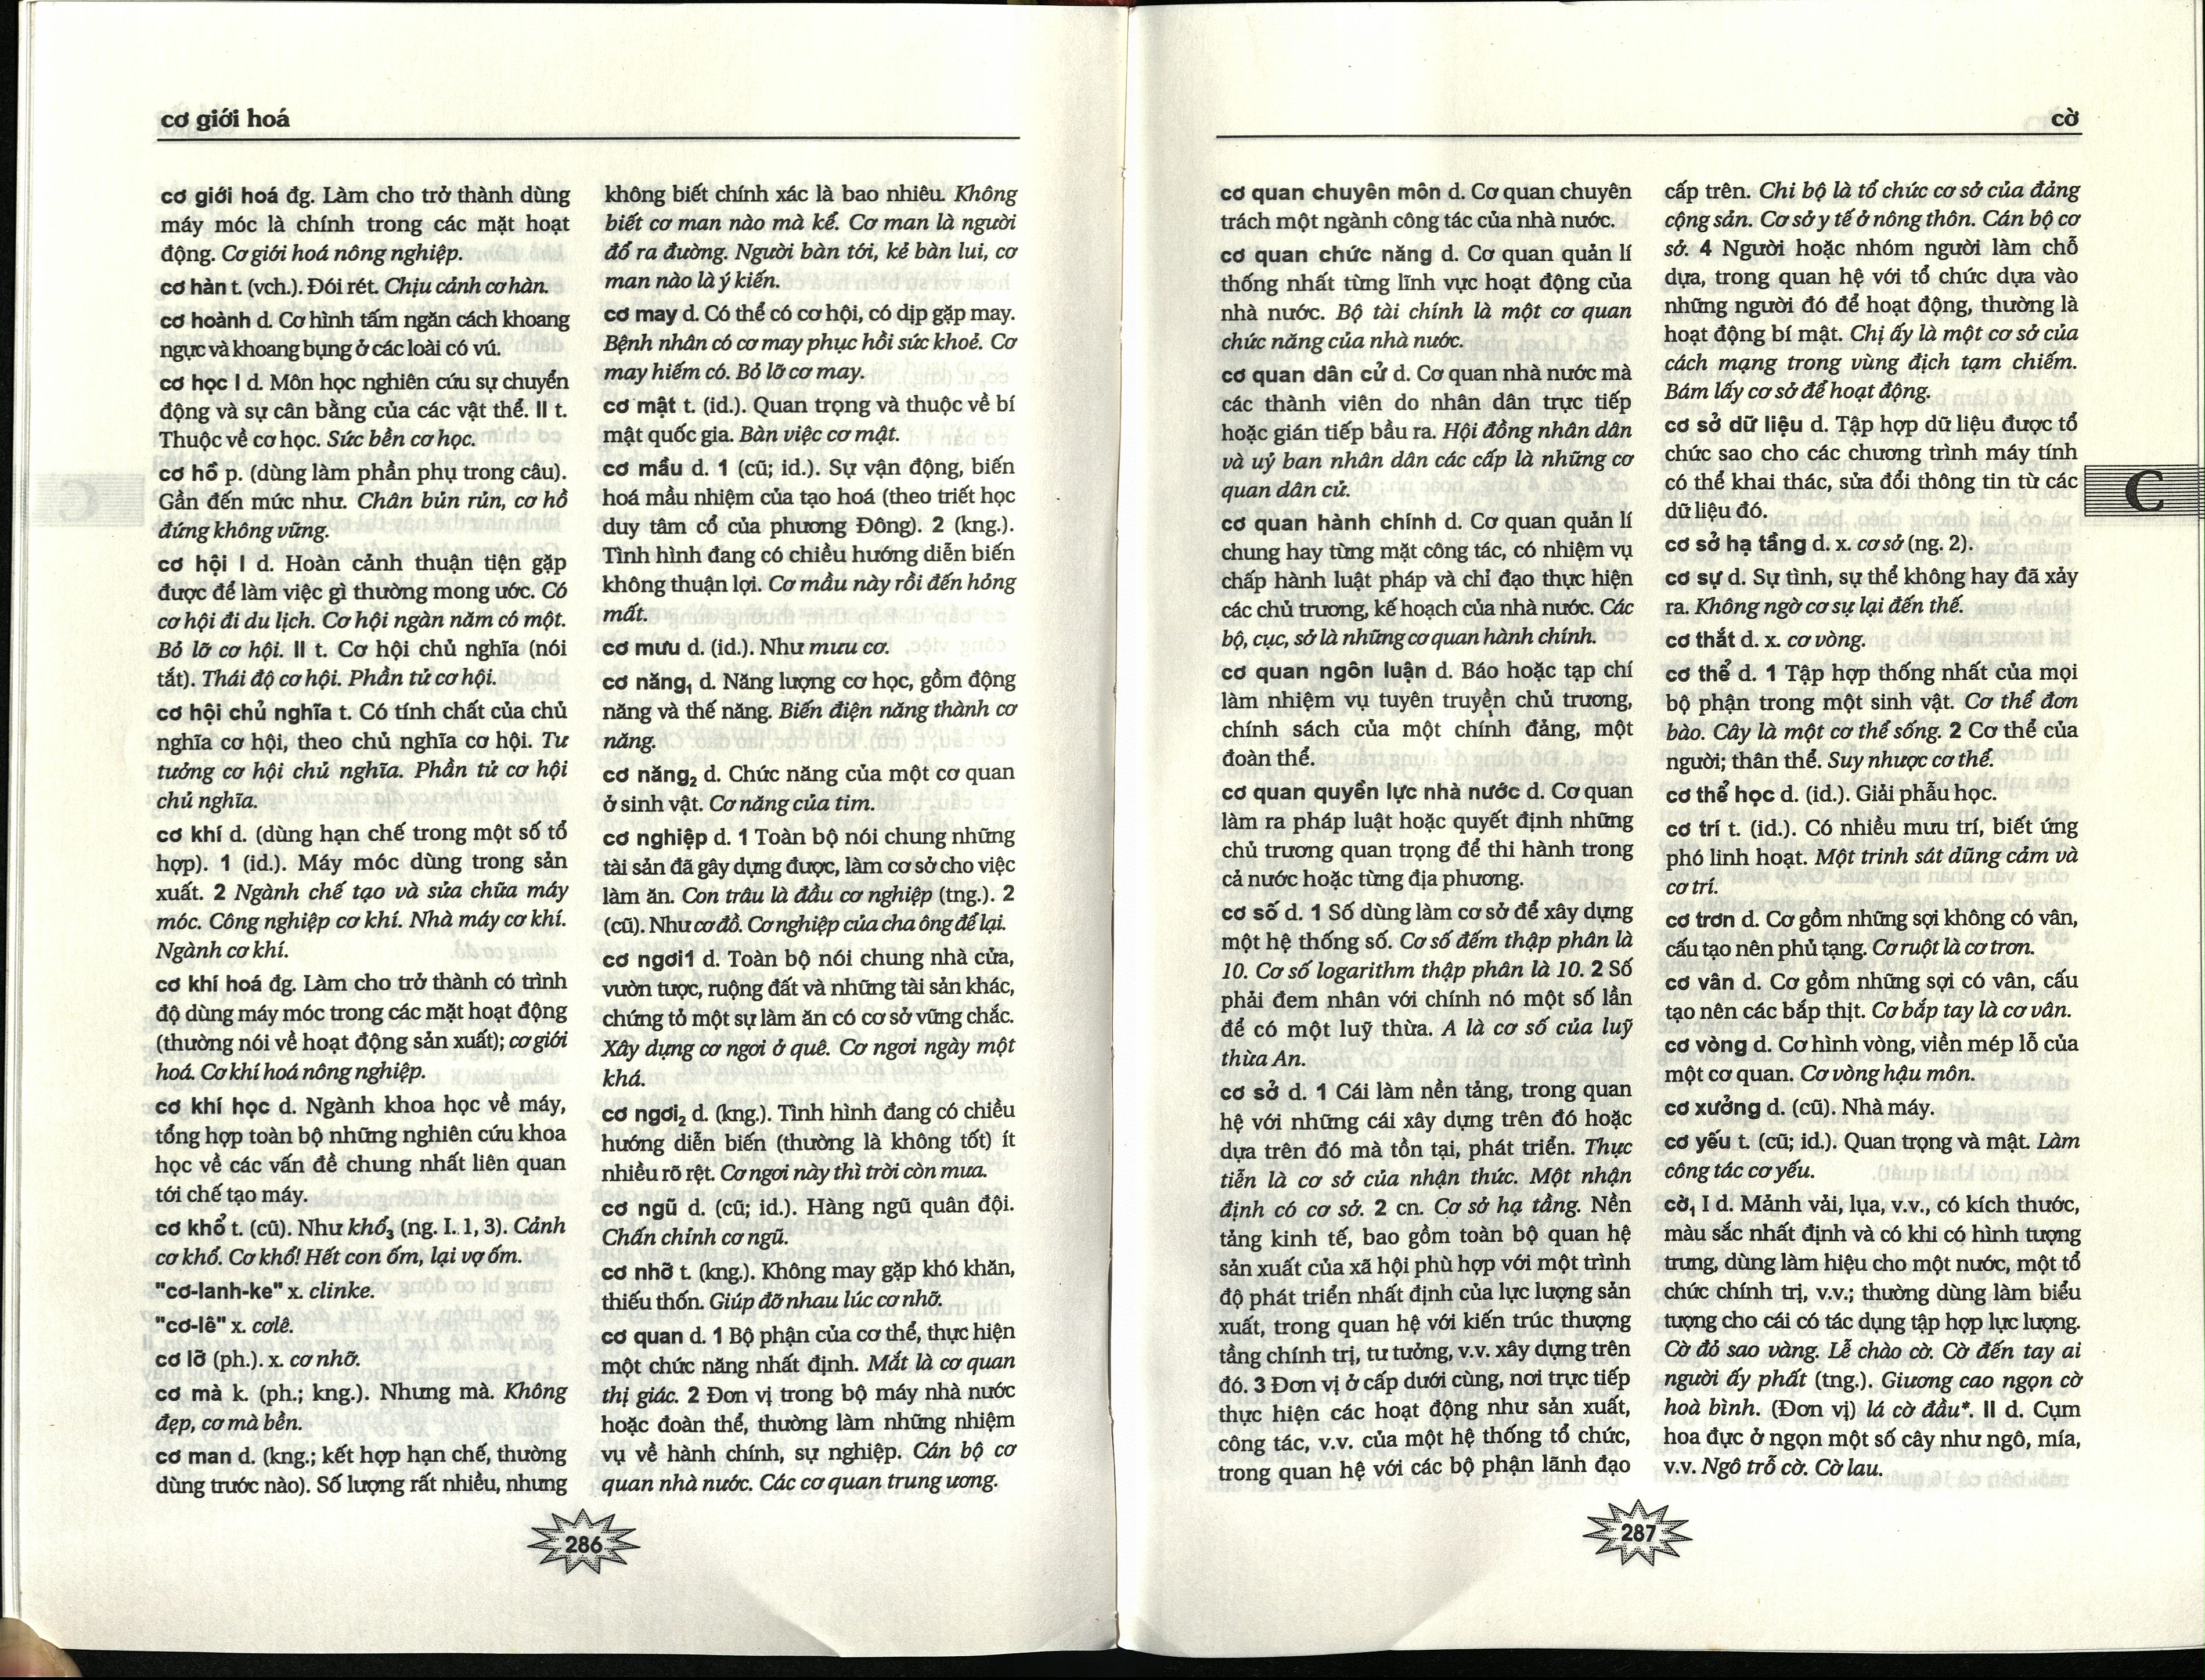 cơ giới hoá
cơ giới hoá đg. Làm cho trở thành dùng
máy móc là chính trong các mặt hoạt
động. Cơ giới hoá nông nghiệp.
cơ hàn t. (vch.). Đói rét. Chịu cảnh cơ hàn.
cơ hoành d. Cơ hình tấm ngăn cách khoang
ngực và khoang bụng ở các loài có vú.
cơ học I d. Môn học nghiên cứu sự chuyển
động và sự cân bằng của các vật thể. II t.
Thuộc về cơ học. Sức bền cơ học.
cơ hồ p. (dùng làm phần phụ trong câu).
Gần đến mức như. Chân bủn rủn, cơ hồ
đứng không vững.
cơ hội I d. Hoàn cảnh thuận tiện gặp
được để làm việc gì thường mong ước. Có
cơ hội đi du lịch. Cơ hội ngàn năm có một.
Bỏ lỡ cơ hội. II t. Cơ hội chủ nghĩa (nói
tắt). Thái độ cơ hội. Phần tử cơ hội.
cơ hội chủ nghĩa t. Có tính chất của chủ
nghĩa cơ hội, theo chủ nghĩa cơ hội. Tư
tưởng cơ hội chủ nghĩa. Phần tử cơ hội
chủ nghĩa.
cơ khí d. (dùng hạn chế trong một số tổ
hợp). 1 (id.). Máy móc dùng trong sản
xuất. 2 Ngành chế tạo và sửa chữa máy
móc. Công nghiệp cơ khí. Nhà máy cơ khí.
Ngành cơ khí.
cơ khí hoá đg. Làm cho trở thành có trình
độ dùng máy móc trong các mặt hoạt động
(thường nói về hoạt động sản xuất); cơ giới
hoá. Cơ khí hoá nông nghiệp.
cơ khí học d. Ngành khoa học về máy,
tổng hợp toàn bộ những nghiên cứu khoa
học về các vấn đề chung nhất liên quan
tới chế tạo máy.
cơ khổ t. (cũ). Như khổ₃ (ng. I. 1, 3). Cảnh
cơ khổ. Cơ khổ! Hết con ốm, lại vợ ốm.
"cơ-lanh-ke" x. clinke.
"cơ-lê" x. colê.
cơ lỡ (ph.). x. cơ nhỡ.
cơ mà k. (ph.; kng.). Nhưng mà. Không
đẹp, cơ mà bền.
cơ man d. (kng.; kết hợp hạn chế, thường
dùng trước nào). Số lượng rất nhiều, nhưng
không biết chính xác là bao nhiêu. Không
biết cơ man nào mà kể. Cơ man là người
đổ ra đường. Người bàn tới, kẻ bàn lui, cơ
man nào là ý kiến.
cơ may d. Có thể có cơ hội, có dịp gặp may.
Bệnh nhân có cơ may phục hồi sức khoẻ. Cơ
may hiếm có. Bỏ lỡ cơ may.
cơ mật t. (id.). Quan trọng và thuộc về bí
mật quốc gia. Bàn việc cơ mật.
cơ mầu d. 1 (cũ; id.). Sự vận động, biến
hoá mầu nhiệm của tạo hoá (theo triết học
duy tâm cổ của phương Đông). 2 (kng.).
Tình hình đang có chiều hướng diễn biến
không thuận lợi. Cơ mầu này rồi đến hỏng
mất.
cơ mưu d. (id.). Như mưu cơ.
cơ năng₁ d. Năng lượng cơ học, gồm động
năng và thế năng. Biến điện năng thành cơ
năng.
cơ năng₂ d. Chức năng của một cơ quan
ở sinh vật. Cơ năng của tim.
cơ nghiệp d. 1 Toàn bộ nói chung những
tài sản đã gây dựng được, làm cơ sở cho việc
làm ăn. Con trâu là đầu cơ nghiệp (tng.). 2
(cũ). Như cơ đồ. Cơ nghiệp của cha ông để lại.
cơ ngơi1 d. Toàn bộ nói chung nhà cửa,
vườn tược, ruộng đất và những tài sản khác,
chứng tỏ một sự làm ăn có cơ sở vững chắc.
Xây dựng cơ ngơi ở quê. Cơ ngơi ngày một
khá.
cơ ngơi₂ d. (kng.). Tình hình đang có chiều
hướng diễn biến (thường là không tốt) ít
nhiều rõ rệt. Cơ ngơi này thì trời còn mưa.
cơ ngũ d. (cũ; id.). Hàng ngũ quân đội.
Chấn chỉnh cơ ngũ.
cơ nhỡ t. (kng.). Không may gặp khó khăn,
thiếu thốn. Giúp đỡ nhau lúc cơ nhỡ.
cơ quan d. 1 Bộ phận của cơ thể, thực hiện
một chức năng nhất định. Mắt là cơ quan
thị giác. 2 Đơn vị trong bộ máy nhà nước
hoặc đoàn thể, thường làm những nhiệm
vụ về hành chính, sự nghiệp. Cán bộ cơ
quan nhà nước. Các cơ quan trung ương.
286
cờ
cơ quan chuyên môn d. Cơ quan chuyên
trách một ngành công tác của nhà nước.
cơ quan chức năng d. Cơ quan quản lí
thống nhất từng lĩnh vực hoạt động của
nhà nước. Bộ tài chính là một cơ quan
chức năng của nhà nước.
cơ quan dân cử d. Cơ quan nhà nước mà
các thành viên do nhân dân trực tiếp
hoặc gián tiếp bầu ra. Hội đồng nhân dân
và uỷ ban nhân dân các cấp là những cơ
quan dân cử.
cơ quan hành chính d. Cơ quan quản lí
chung hay từng mặt công tác, có nhiệm vụ
chấp hành luật pháp và chỉ đạo thực hiện
các chủ trương, kế hoạch của nhà nước. Các
bộ, cục, sở là những cơ quan hành chính.
cơ quan ngôn luận d. Báo hoặc tạp chí
làm nhiệm vụ tuyên truyền chủ trương,
chính sách của một chính đảng, một
đoàn thể.
cơ quan quyền lực nhà nước d. Cơ quan
làm ra pháp luật hoặc quyết định những
chủ trương quan trọng để thi hành trong
cả nước hoặc từng địa phương.
cơ số d. 1 Số dùng làm cơ sở để xây dựng
một hệ thống số. Cơ số đếm thập phân là
10. Cơ số logarithm thập phân là 10. 2 Số
phải đem nhân với chính nó một số lần
để có một luỹ thừa. A là cơ số của luỹ
thừa An.
cơ sở d. 1 Cái làm nền tảng, trong quan
hệ với những cái xây dựng trên đó hoặc
dựa trên đó mà tồn tại, phát triển. Thực
tiễn là cơ sở của nhận thức. Một nhận
định có cơ sở. 2 cn. Cơ sở hạ tầng. Nền
tảng kinh tế, bao gồm toàn bộ quan hệ
sản xuất của xã hội phù hợp với một trình
độ phát triển nhất định của lực lượng sản
xuất, trong quan hệ với kiến trúc thượng
tầng chính trị, tư tưởng, v.v. xây dựng trên
đó. 3 Đơn vị ở cấp dưới cùng, nơi trực tiếp
thực hiện các hoạt động như sản xuất,
công tác, v.v. của một hệ thống tổ chức,
trong quan hệ với các bộ phận lãnh đạo
cấp trên. Chi bộ là tổ chức cơ sở của đảng
cộng sản. Cơ sở y tế ở nông thôn. Cán bộ cơ
sở. 4 Người hoặc nhóm người làm chỗ
dựa, trong quan hệ với tổ chức dựa vào
những người đó để hoạt động, thường là
hoạt động bí mật. Chị ấy là một cơ sở của
cách mạng trong vùng địch tạm chiếm.
Bám lấy cơ sở để hoạt động.
cơ sở dữ liệu d. Tập hợp dữ liệu được tổ
chức sao cho các chương trình máy tính
có thể khai thác, sửa đổi thông tin từ các
dữ liệu đó.
cơ sở hạ tầng d. x. cơ sở (ng. 2).
cơ sự d. Sự tình, sự thể không hay đã xảy
ra. Không ngờ cơ sự lại đến thế.
cơ thắt d. x. cơ vòng.
cơ thể d. 1 Tập hợp thống nhất của mọi
bộ phận trong một sinh vật. Cơ thể đơn
bào. Cây là một cơ thể sống. 2 Cơ thể của
người; thân thể. Suy nhược cơ thể.
cơ thể học d. (id.). Giải phẫu học.
cơ trí t. (id.). Có nhiều mưu trí, biết ứng
phó linh hoạt. Một trinh sát dũng cảm và
cơ trí.
cơ trơn d. Cơ gồm những sợi không có vân,
cấu tạo nên phủ tạng. Cơ ruột là cơ trơn.
cơ vân d. Cơ gồm những sợi có vân, cấu
tạo nên các bắp thịt. Cơ bắp tay là cơ vân.
cơ vòng d. Cơ hình vòng, viền mép lỗ của
một cơ quan. Cơ vòng hậu môn.
cơ xưởng d. (cũ). Nhà máy.
cơ yếu t. (cũ; id.). Quan trọng và mật. Làm
công tác cơ yếu.
cờ₁ I d. Mảnh vải, lụa, v.v., có kích thước,
màu sắc nhất định và có khi có hình tượng
trưng, dùng làm hiệu cho một nước, một tổ
chức chính trị, v.v.; thường dùng làm biểu
tượng cho cái có tác dụng tập hợp lực lượng.
Cờ đỏ sao vàng. Lễ chào cờ. Cờ đến tay ai
người ấy phất (tng.). Giương cao ngọn cờ
hoà bình. (Đơn vị) lá cờ đầu*. II d. Cụm
hoa đực ở ngọn một số cây như ngô, mía,
v.v. Ngô trỗ cờ. Cờ lau.
C
287